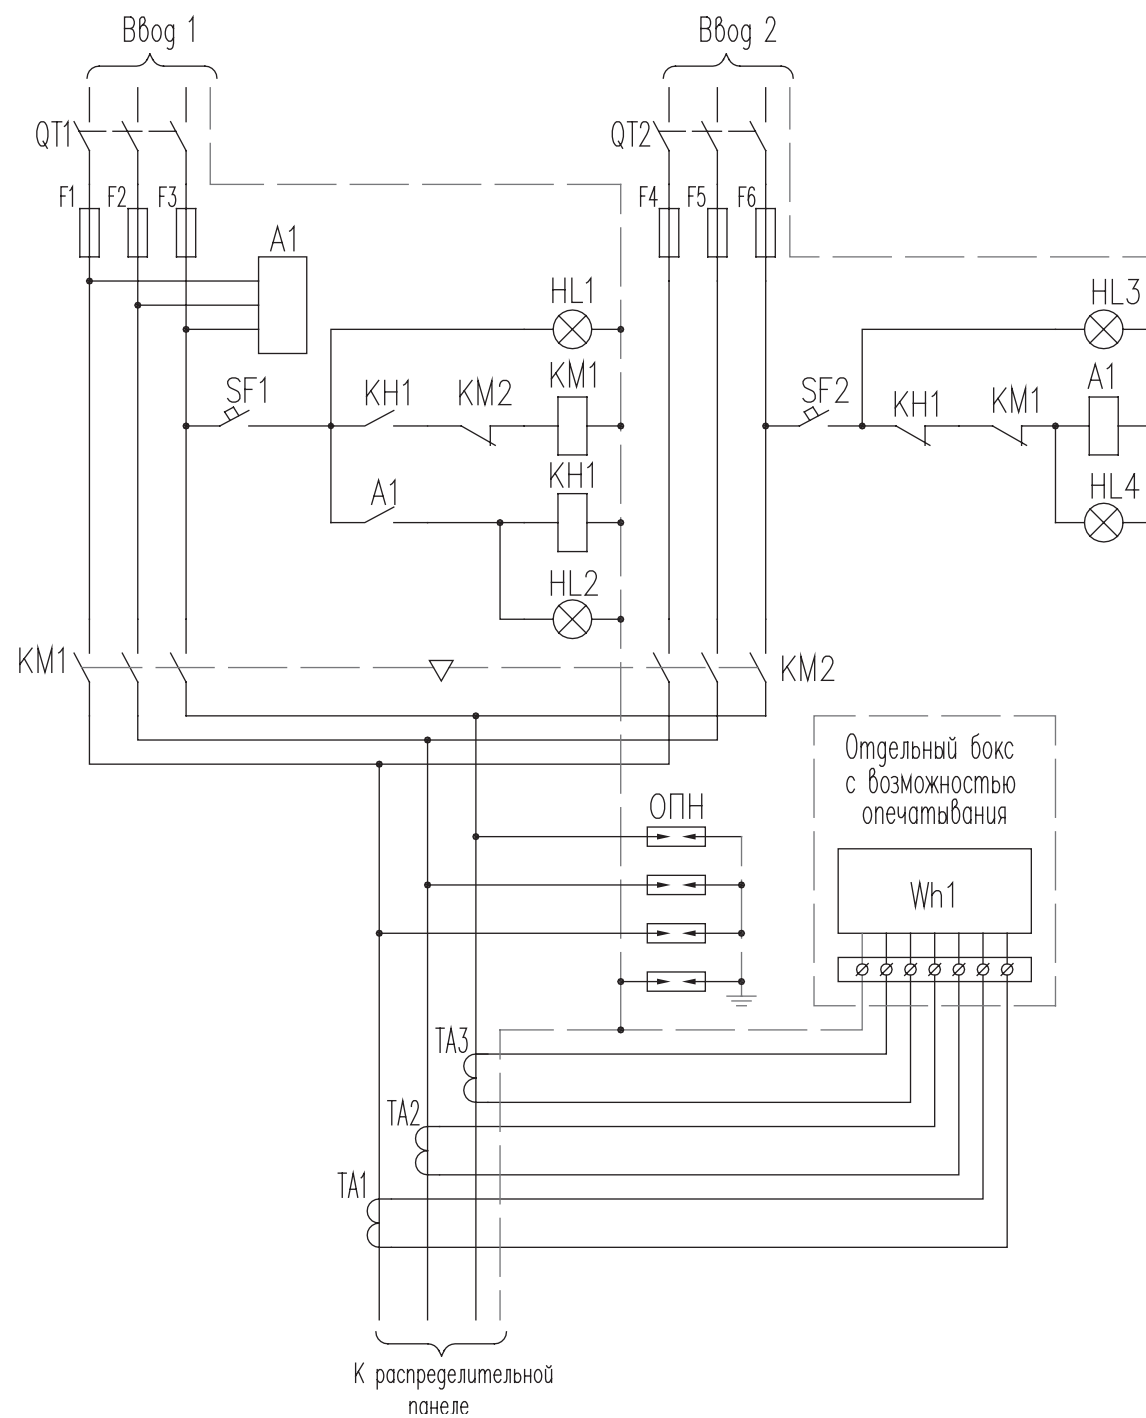 Ввод 1
Ввод 2
QT1
QT2
F1
F2
F3
F4
F5
F6
A1
HL1
HL3
SF1
KH1
KM2
KM1
SF2
KH1
KM1
A1
A1
KH1
HL4
HL2
KM1
KM2
Отдельный бокс
с возможностью
опечатывания
ОПН
Wh1
TA3
TA2
TA1
К распределительной
панеле